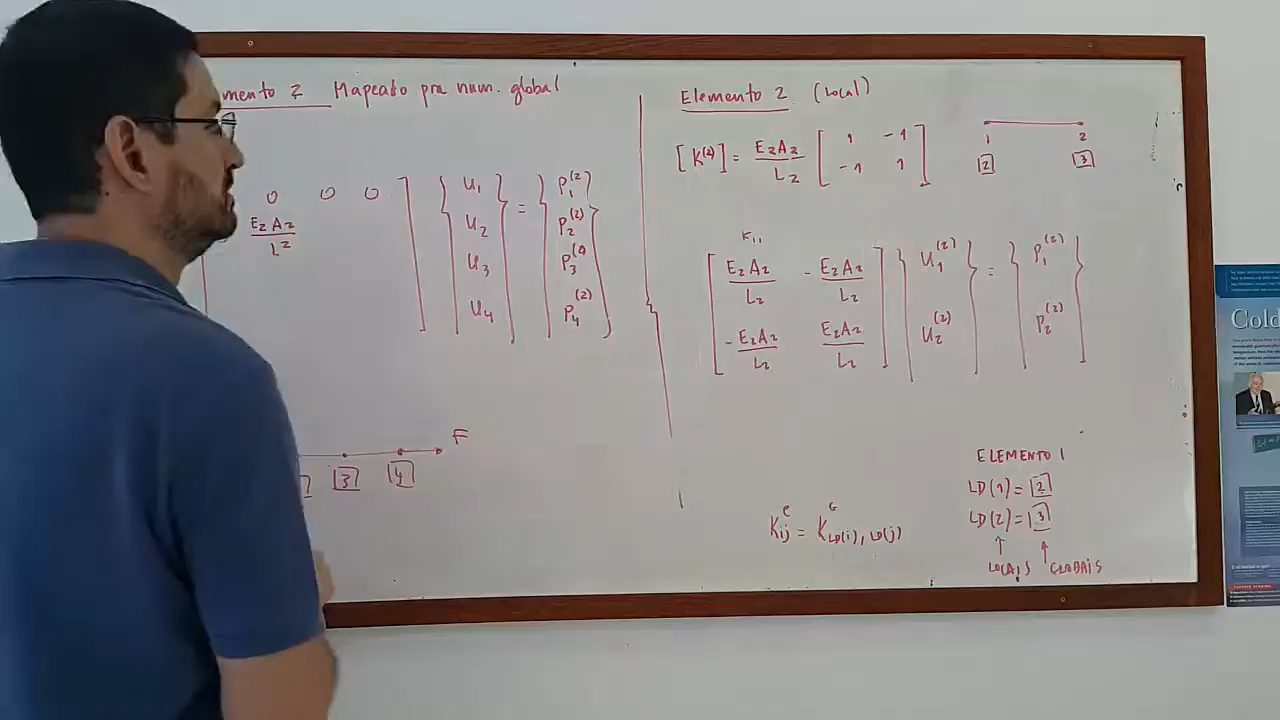 mento 2 Mapeado pra num. global
0 0 0
E₂A₂
L²
U₁
U₂
U₃
U₄
=
P₁⁽²⁾
P₂⁽²⁾
P₃⁽²⁾
P₄⁽²⁾
3 4 F
Elemento 2 (Local)
[K⁽²⁾] = E₂A₂/L₂ [1 -1
-1 1]
1 2
2 3
K₁₁
[E₂A₂/L₂ -E₂A₂/L₂] {U₁⁽²⁾} = {P₁⁽²⁾}
[-E₂A₂/L₂ E₂A₂/L₂] {U₂⁽²⁾} {P₂⁽²⁾}
ELEMENTO 1
LD(1) = 2
LD(2) = 3
LOCAIS GLOBAIS
Kᵢⱼᵉ = K^G LD(i), LD(j)
Cold